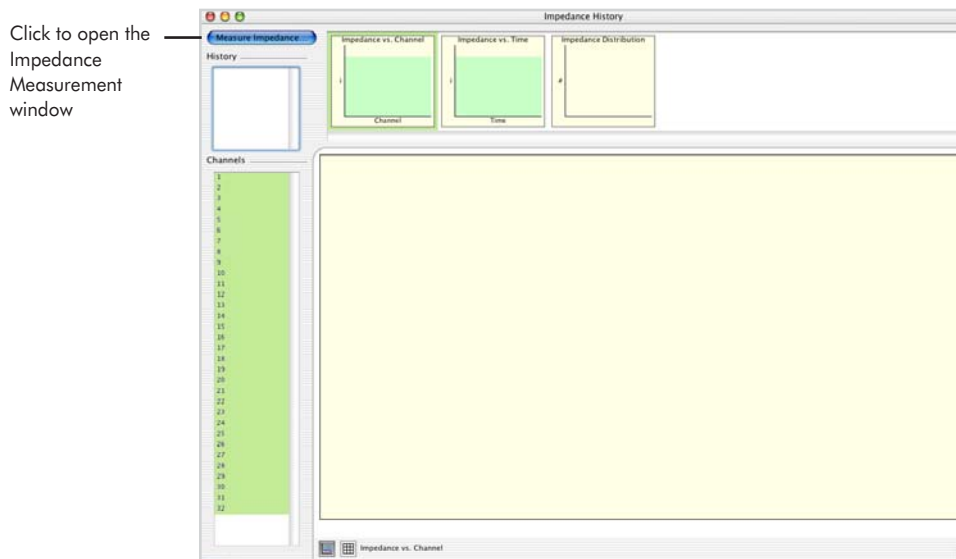 Click to open the
Impedance
Measurement
window
Impedance History
Measure Impedance
History
Impedance vs. Channel
i
Channel
Impedance vs. Time
i
Time
Impedance Distribution
#
Channels
1
2
3
4
5
6
7
8
9
10
11
12
13
14
15
16
17
18
19
20
21
22
23
24
25
26
27
28
29
30
31
32
Impedance vs. Channel